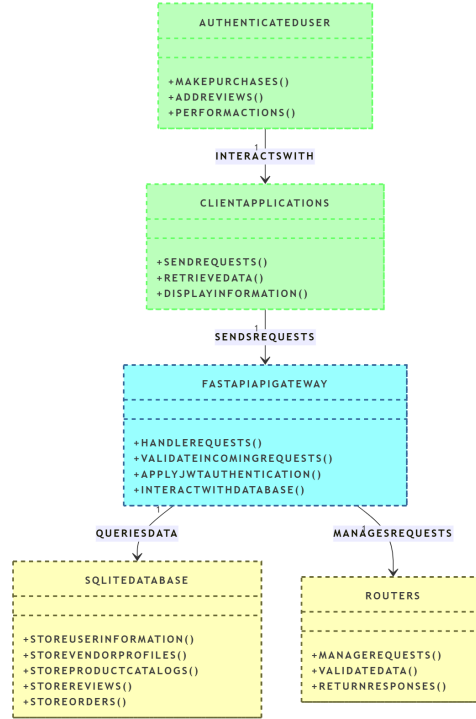 AUTHENTICATEDUSER
+MAKEPURCHASES()
+ADDREVIEWS()
+PERFORMACTIONS()
1
INTERACTSWITH
CLIENTAPPLICATIONS
+SENDREQUESTS()
+RETRIEVEDATA()
+DISPLAYINFORMATION()
1
SENDSREQUESTS
FASTAPIAPIGATEWAY
+HANDLEREQUESTS()
+VALIDATEINCOMINGREQUESTS()
+APPLYJWTAUTHENTICATION()
+INTERACTWITHDATABASE()
1
QUERIESDATA
1
MANAGESREQUESTS
SQLITEDATABASE
+STOREUSERINFORMATION()
+STOREVENDORPROFILES()
+STOREPRODUCTCATALOGS()
+STOREREVIEWS()
+STOREORDERS()
ROUTERS
+MANAGEREQUESTS()
+VALIDATEDATA()
+RETURNRESPONSES()